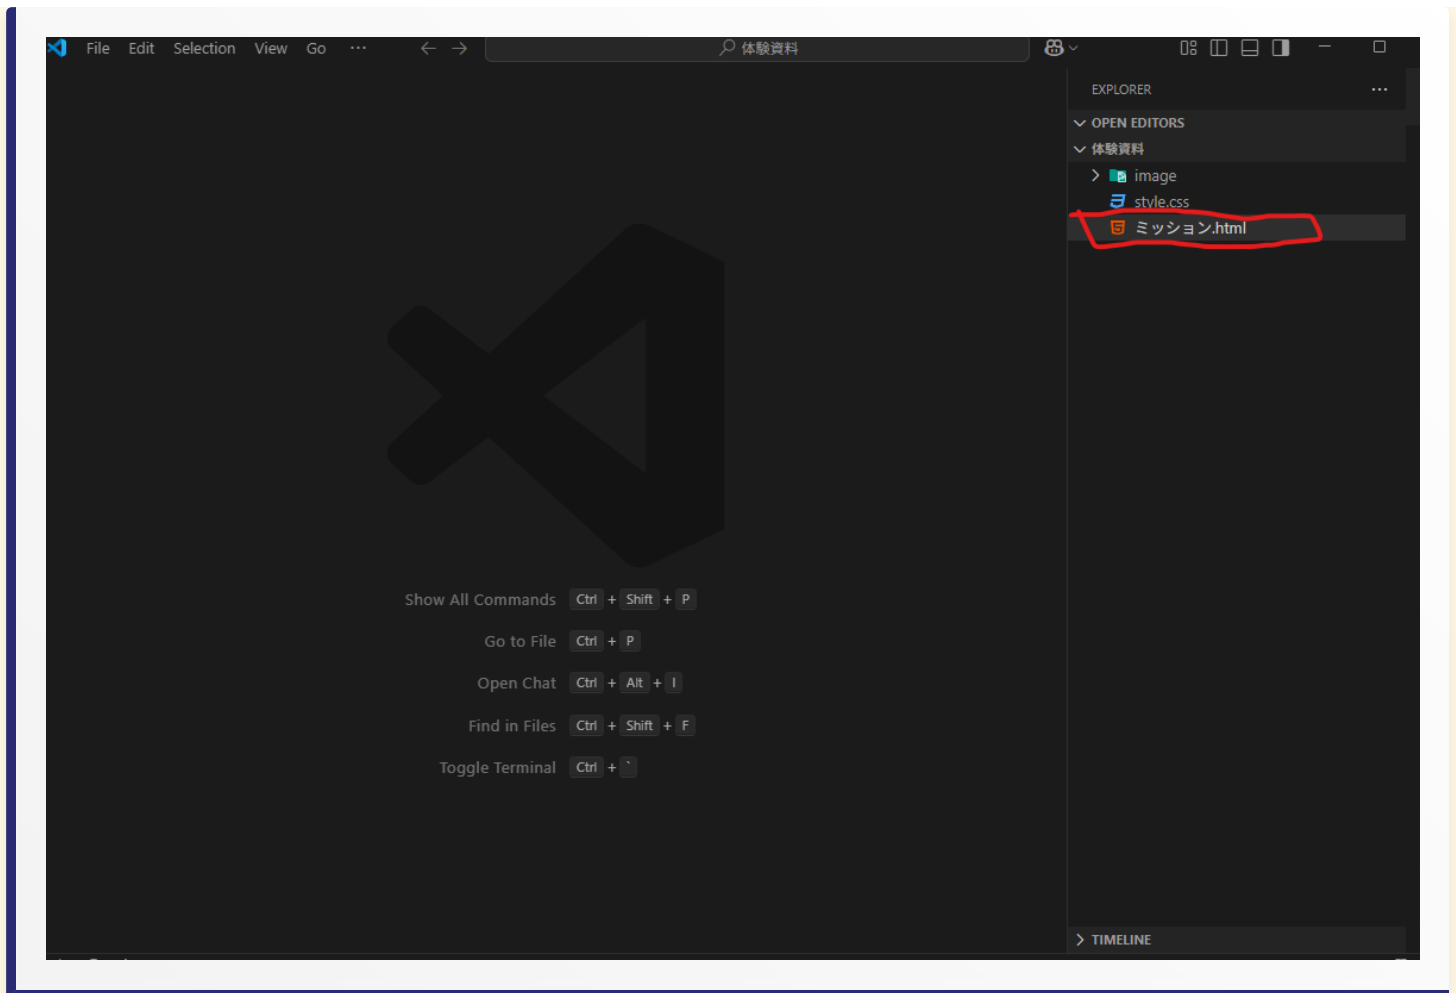 File Edit Selection View Go ··· 体験資料
EXPLORER ···
OPEN EDITORS
体験資料
image
style.css
ミッション.html
Show All Commands Ctrl + Shift + P
Go to File Ctrl + P
Open Chat Ctrl + Alt + I
Find in Files Ctrl + Shift + F
Toggle Terminal Ctrl + `
TIMELINE